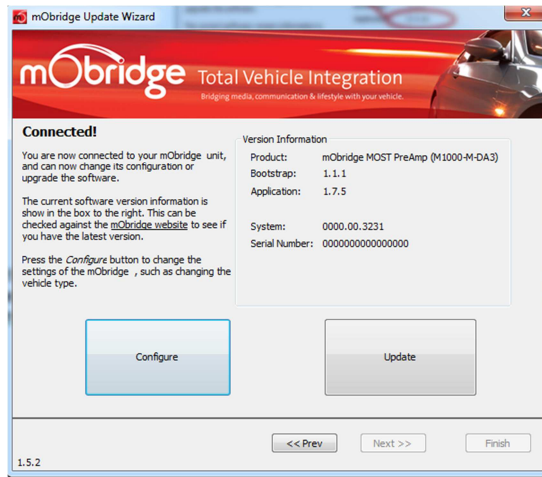 mObridge Update Wizard
mObridge Total Vehicle Integration
Bridging media, communication & lifestyle with your vehicle.
Connected!
You are now connected to your mObridge unit,
and can now change its configuration or
upgrade the software.
The current software version information is
show in the box to the right. This can be
checked against the mObridge website to see if
you have the latest version.
Press the Configure button to change the
settings of the mObridge , such as changing the
vehicle type.
Version Information
Product: mObridge MOST PreAmp (M1000-M-DA3)
Bootstrap: 1.1.1
Application: 1.7.5
System: 0000.00.3231
Serial Number: 0000000000000000
Configure
Update
<< Prev
Next >>
Finish
1.5.2